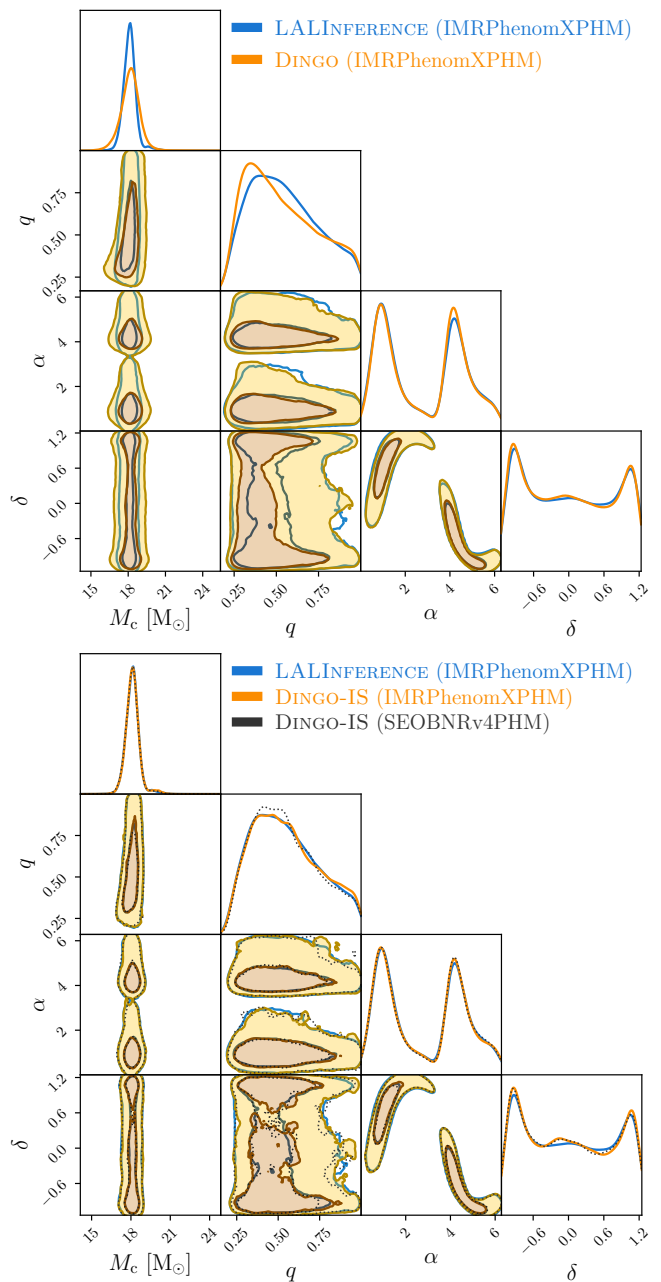 LALINFERENCE (IMRPhenomXPHM)
DINGO (IMRPhenomXPHM)
q
0.75
0.50
0.25
α
6
4
2
δ
1.2
0.6
0.0
−0.6
15
18
21
24
M_c [M_⊙]
0.25
0.50
0.75
q
2
4
6
α
−0.6
0.0
0.6
1.2
δ
LALINFERENCE (IMRPhenomXPHM)
DINGO-IS (IMRPhenomXPHM)
DINGO-IS (SEOBNRv4PHM)
q
0.75
0.50
0.25
α
6
4
2
δ
1.2
0.6
0.0
−0.6
15
18
21
24
M_c [M_⊙]
0.25
0.50
0.75
q
2
4
6
α
−0.6
0.0
0.6
1.2
δ